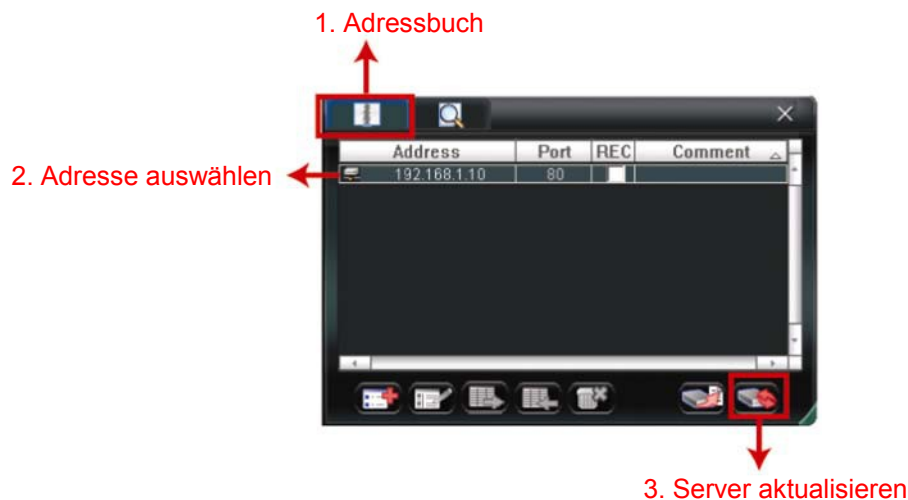 1. Adressbuch
Address Port REC Comment
2. Adresse auswählen
192.168.1.10 80
3. Server aktualisieren